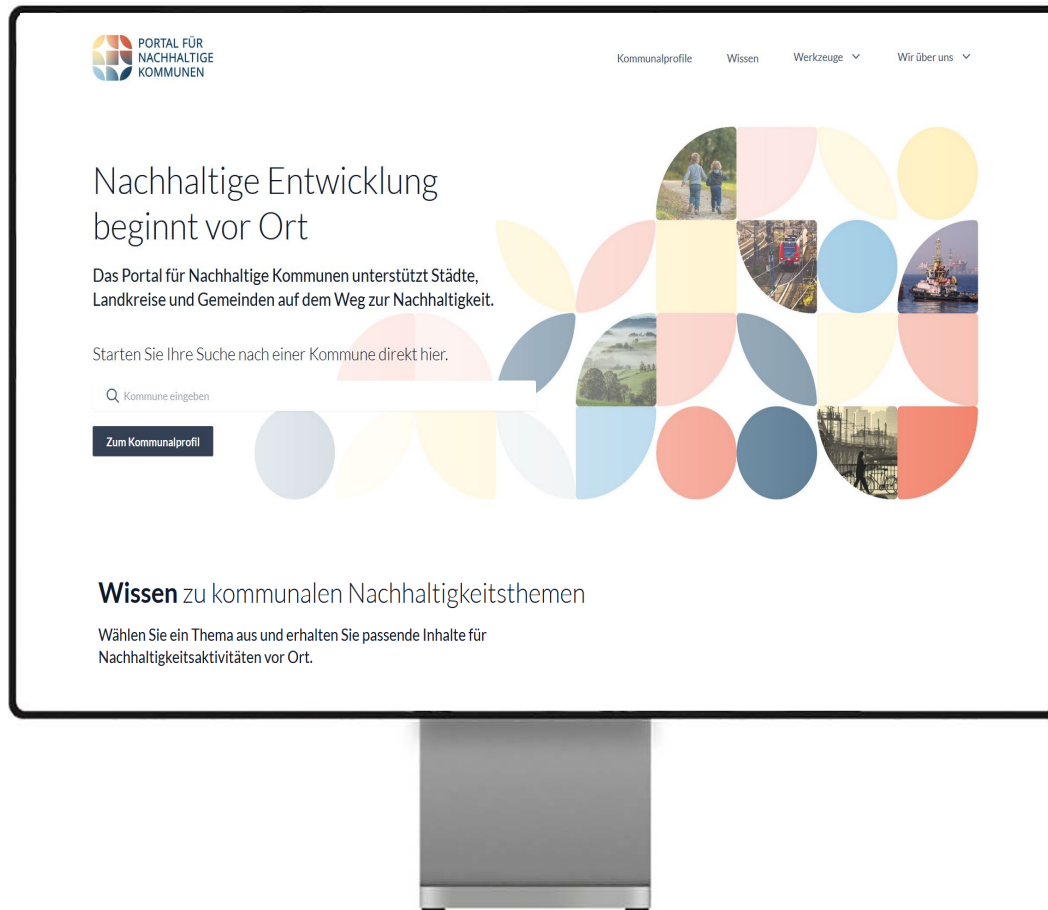 PORTAL FÜR
NACHHALTIGE
KOMMUNEN
Kommunalprofile Wissen Werkzeuge Wir über uns
Nachhaltige Entwicklung
beginnt vor Ort
Das Portal für Nachhaltige Kommunen unterstützt Städte,
Landkreise und Gemeinden auf dem Weg zur Nachhaltigkeit.
Starten Sie Ihre Suche nach einer Kommune direkt hier.
Kommune eingeben
Zum Kommunalprofil
Wissen zu kommunalen Nachhaltigkeitsthemen
Wählen Sie ein Thema aus und erhalten Sie passende Inhalte für
Nachhaltigkeitsaktivitäten vor Ort.